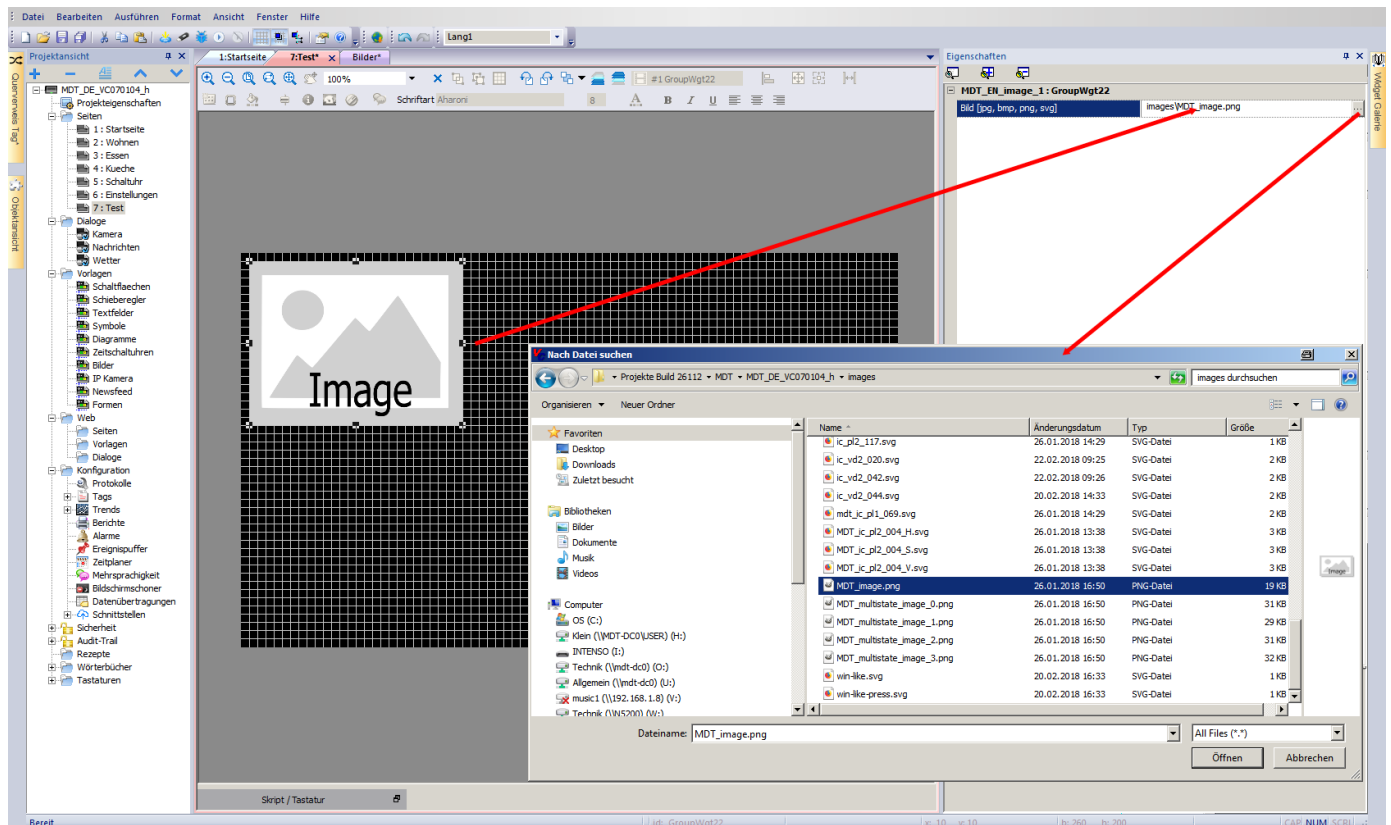 Datei Bearbeiten Ausführen Format Ansicht Fenster Hilfe
Lang1
Projektansicht
1:Startseite 7:Test* x Bilder*
Eigenschaften
100%
#1 GroupWgt22
Schriftart Aharoni 8 A B I U
Querverweis Tag*
Objektansicht
Widget Galerie
MDT_DE_VC070104_h
Projekteigenschaften
Seiten
1 : Startseite
2 : Wohnen
3 : Essen
4 : Kueche
5 : Schaltuhr
6 : Einstellungen
7 : Test
Dialoge
Kamera
Nachrichten
Wetter
Vorlagen
Schaltflaechen
Schieberegler
Textfelder
Symbole
Diagramme
Zeitschaltuhren
Bilder
IP Kamera
Newsfeed
Formen
Web
Seiten
Vorlagen
Dialoge
Konfiguration
Protokolle
Tags
Trends
Berichte
Alarme
Ereignispuffer
Zeitplaner
Mehrsprachigkeit
Bildschirmschoner
Datenübertragungen
Schnittstellen
Sicherheit
Audit-Trail
Rezepte
Wörterbücher
Tastaturen
MDT_EN_image_1 : GroupWgt22
Bild [jpg, bmp, png, svg] images\MDT_image.png ...
Image
Nach Datei suchen
Projekte Build 26112 MDT MDT_DE_VC070104_h images
images durchsuchen
Organisieren Neuer Ordner
Favoriten
Desktop
Downloads
Zuletzt besucht
Bibliotheken
Bilder
Dokumente
Musik
Videos
Computer
OS (C:)
Klein (\\MDT-DC0\USER) (H:)
INTENSO (I:)
Technik (\\mdt-dc0) (O:)
Allgemein (\\mdt-dc0) (U:)
music1 (\\192.168.1.8) (V:)
Technik (\\N5200) (W:)
Name Änderungsdatum Typ Größe
ic_pl2_117.svg 26.01.2018 14:29 SVG-Datei 1 KB
ic_vd2_020.svg 22.02.2018 09:25 SVG-Datei 2 KB
ic_vd2_042.svg 22.02.2018 09:26 SVG-Datei 2 KB
ic_vd2_044.svg 20.02.2018 14:33 SVG-Datei 2 KB
mdt_ic_pl1_069.svg 26.01.2018 14:29 SVG-Datei 2 KB
MDT_ic_pl2_004_H.svg 26.01.2018 13:38 SVG-Datei 3 KB
MDT_ic_pl2_004_S.svg 26.01.2018 13:38 SVG-Datei 3 KB
MDT_ic_pl2_004_V.svg 26.01.2018 13:38 SVG-Datei 3 KB
MDT_image.png 26.01.2018 16:50 PNG-Datei 19 KB
MDT_multistate_image_0.png 26.01.2018 16:50 PNG-Datei 31 KB
MDT_multistate_image_1.png 26.01.2018 16:50 PNG-Datei 29 KB
MDT_multistate_image_2.png 26.01.2018 16:50 PNG-Datei 31 KB
MDT_multistate_image_3.png 26.01.2018 16:50 PNG-Datei 32 KB
win-like.svg 20.02.2018 16:33 SVG-Datei 1 KB
win-like-press.svg 20.02.2018 16:33 SVG-Datei 1 KB
Image
Dateiname: MDT_image.png
All Files (*.*)
Öffnen Abbrechen
Skript / Tastatur
Bereit id: GroupWgt22 x: 10 y: 10 b: 260 h: 200 CAP NUM SCRL